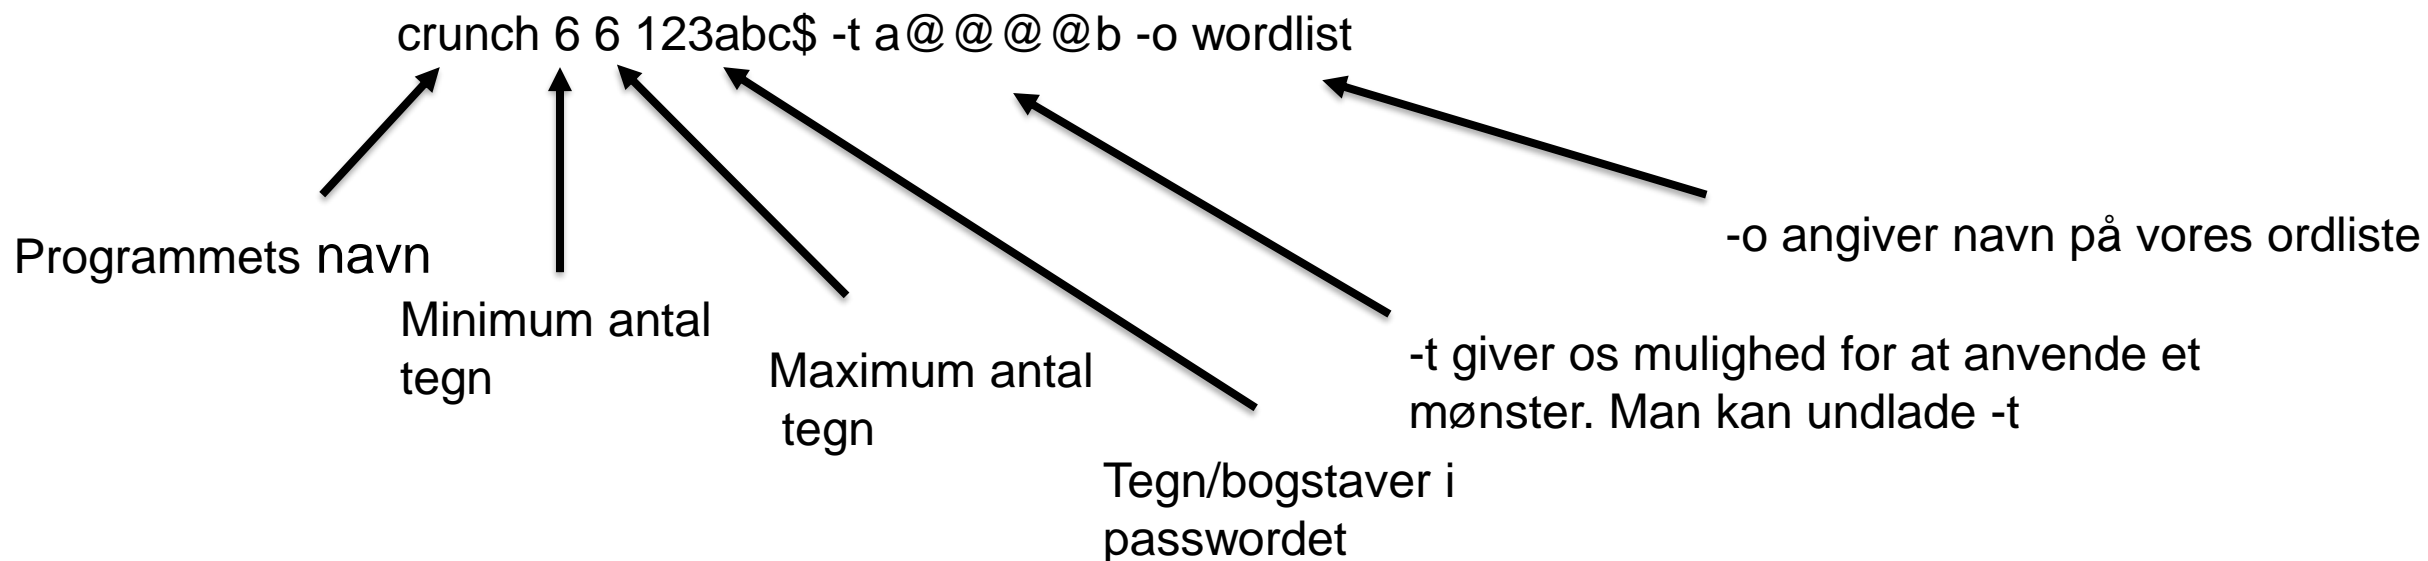 crunch 6 6 123abc$ -t a@@@@b -o wordlist
Programmets navn
Minimum antal
tegn
Maximum antal
tegn
Tegn/bogstaver i
passwordet
-t giver os mulighed for at anvende et
mønster. Man kan undlade -t
-o angiver navn på vores ordliste